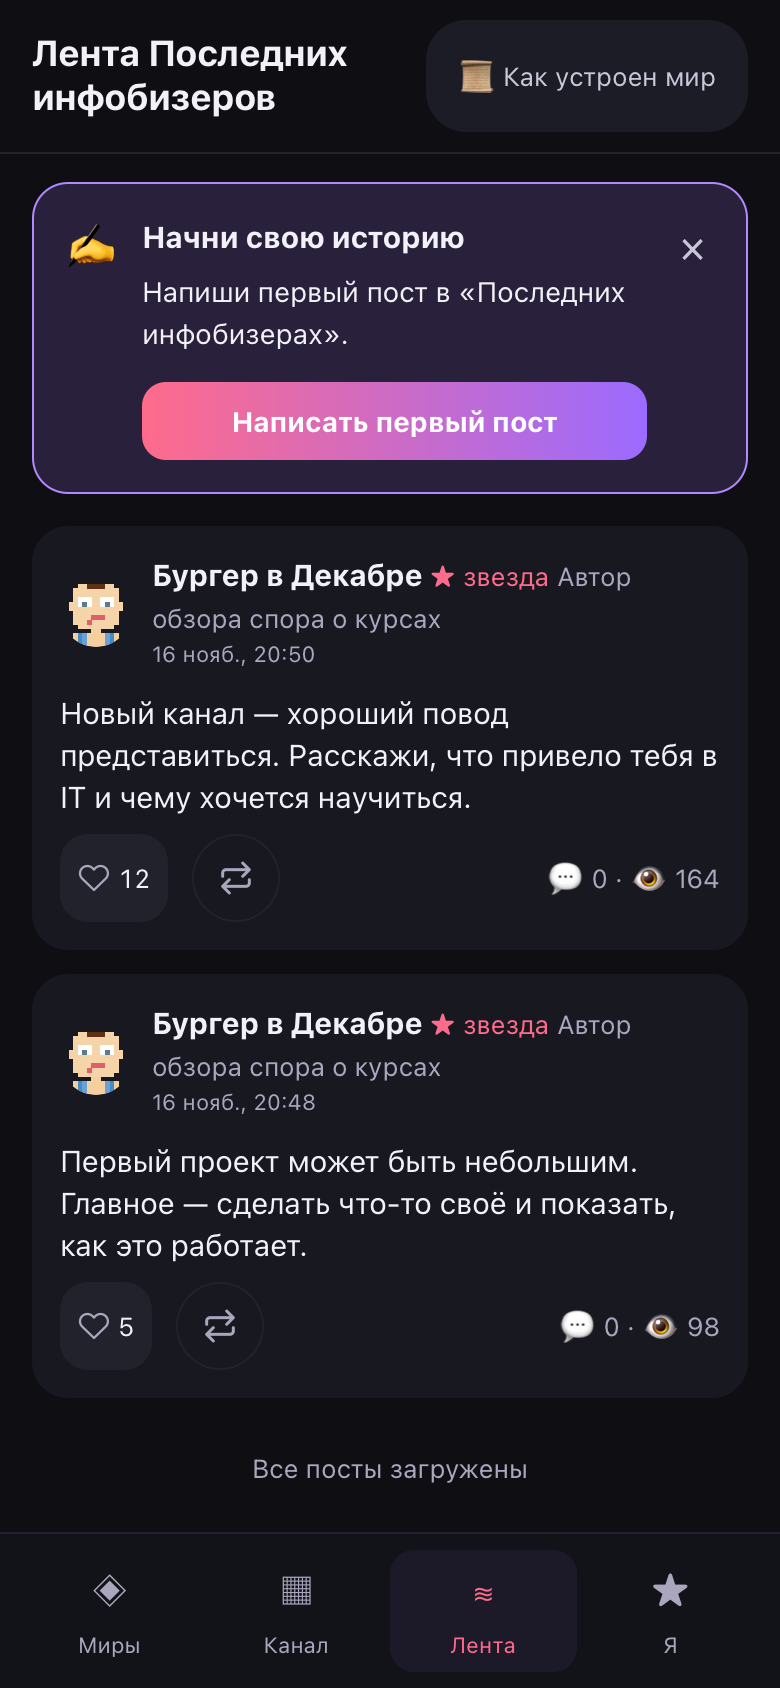 Лента Последних
инфобизеров
Как устроен мир
Начни свою историю
Напиши первый пост в «Последних
инфобизерах».
Написать первый пост
Бургер в Декабре ★ звезда Автор
обзора спора о курсах
16 нояб., 20:50
Новый канал — хороший повод
представиться. Расскажи, что привело тебя в
IT и чему хочется научиться.
12
0 · 164
Бургер в Декабре ★ звезда Автор
обзора спора о курсах
16 нояб., 20:48
Первый проект может быть небольшим.
Главное — сделать что-то своё и показать,
как это работает.
5
0 · 98
Все посты загружены
Миры Канал Лента Я